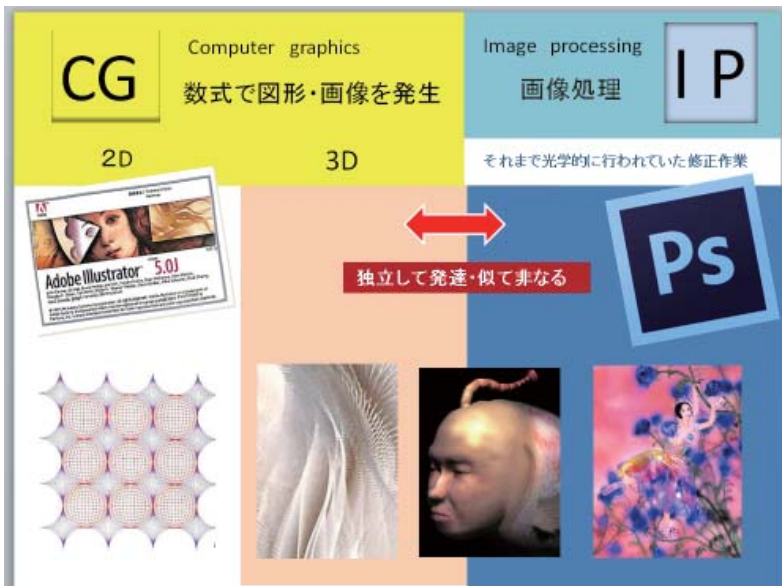 CG
Computer graphics
数式で図形・画像を発生
Image processing
画像処理
IP
2D
3D
それまで光学的に行われていた修正作業
Adobe Illustrator 5.0J
独立して発達・似て非なる
Ps